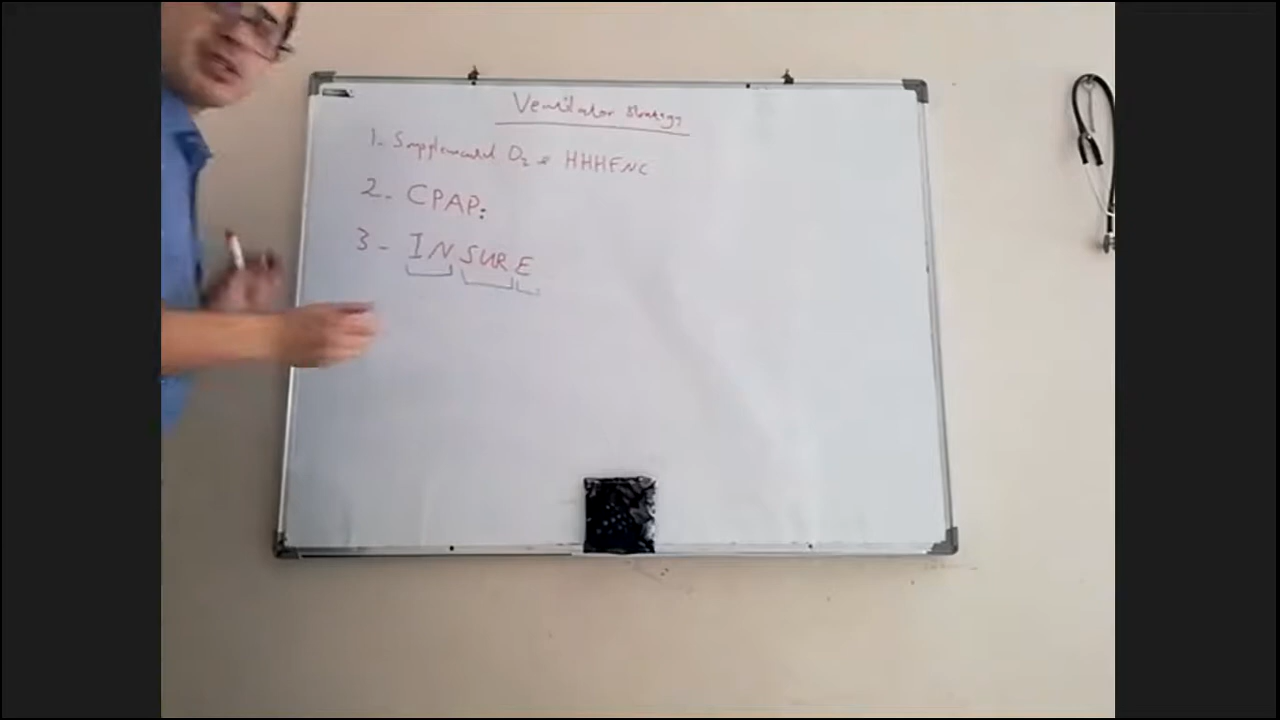 Ventilator Strategy
1- Supplemental O2 & HHHFNC
2- CPAP:
3- INSURE